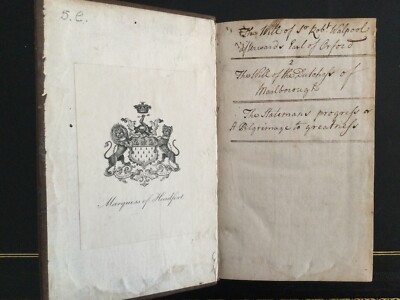 5.e.
Marquess of Headfort
The Will of Sr Robt. Walpool
Afterwards Earl of Orford
2
The Will of the Dutchess of
Marlborough
The Statsmans progress or
A Pilgrimage to greatness